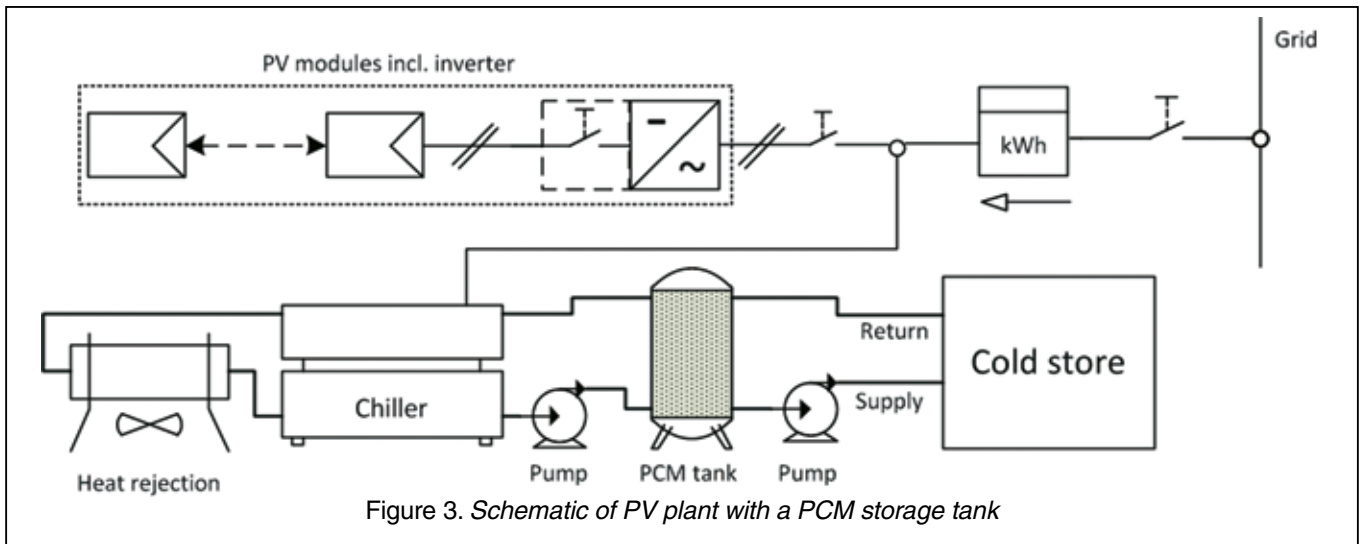 PV modules incl. inverter
Grid
kWh
Return
Cold store
Supply
Chiller
Heat rejection
Pump
PCM tank
Pump
Figure 3. Schematic of PV plant with a PCM storage tank